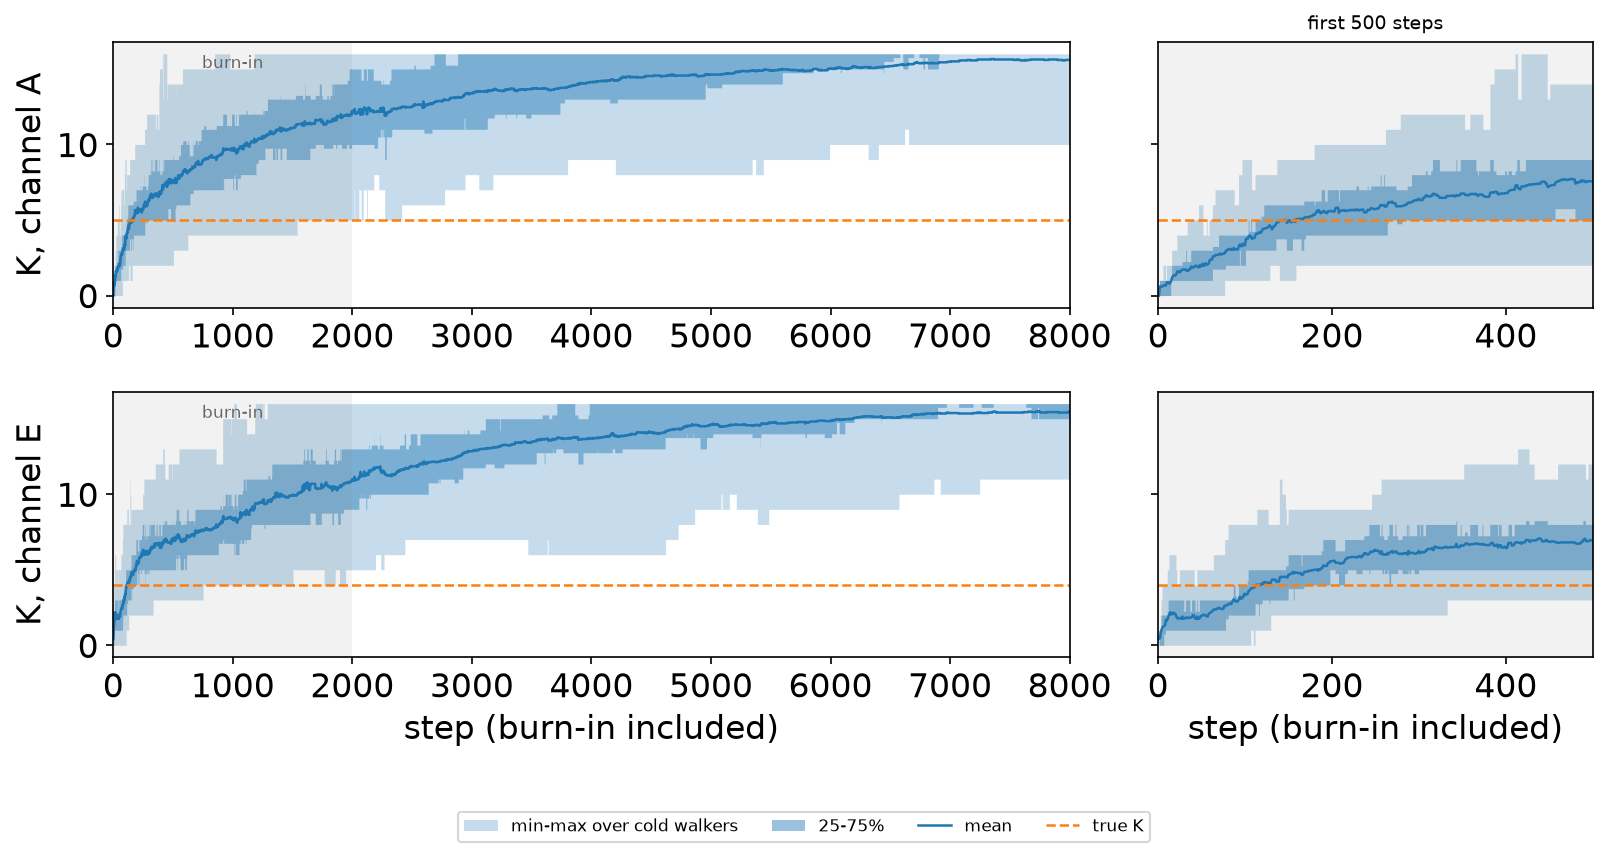 first 500 steps
K, channel A
burn-in
10
0
0 1000 2000 3000 4000 5000 6000 7000 8000
0 200 400
K, channel E
burn-in
10
0
0 1000 2000 3000 4000 5000 6000 7000 8000
0 200 400
step (burn-in included)
step (burn-in included)
min-max over cold walkers 25-75% mean true K